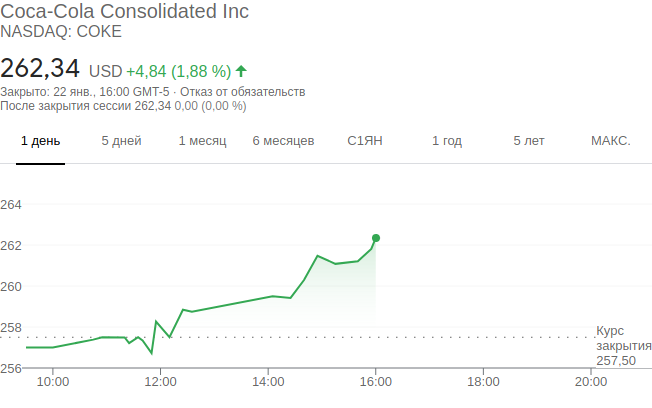 Coca-Cola Consolidated Inc
NASDAQ: COKE
262,34 USD +4,84 (1,88 %)
Закрыто: 22 янв., 16:00 GMT-5 · Отказ от обязательств
После закрытия сессии 262,34 0,00 (0,00 %)
1 день 5 дней 1 месяц 6 месяцев С1ЯН 1 год 5 лет МАКС.
264
262
260
258
Курс
закрытия
257,50
256
10:00 12:00 14:00 16:00 18:00 20:00